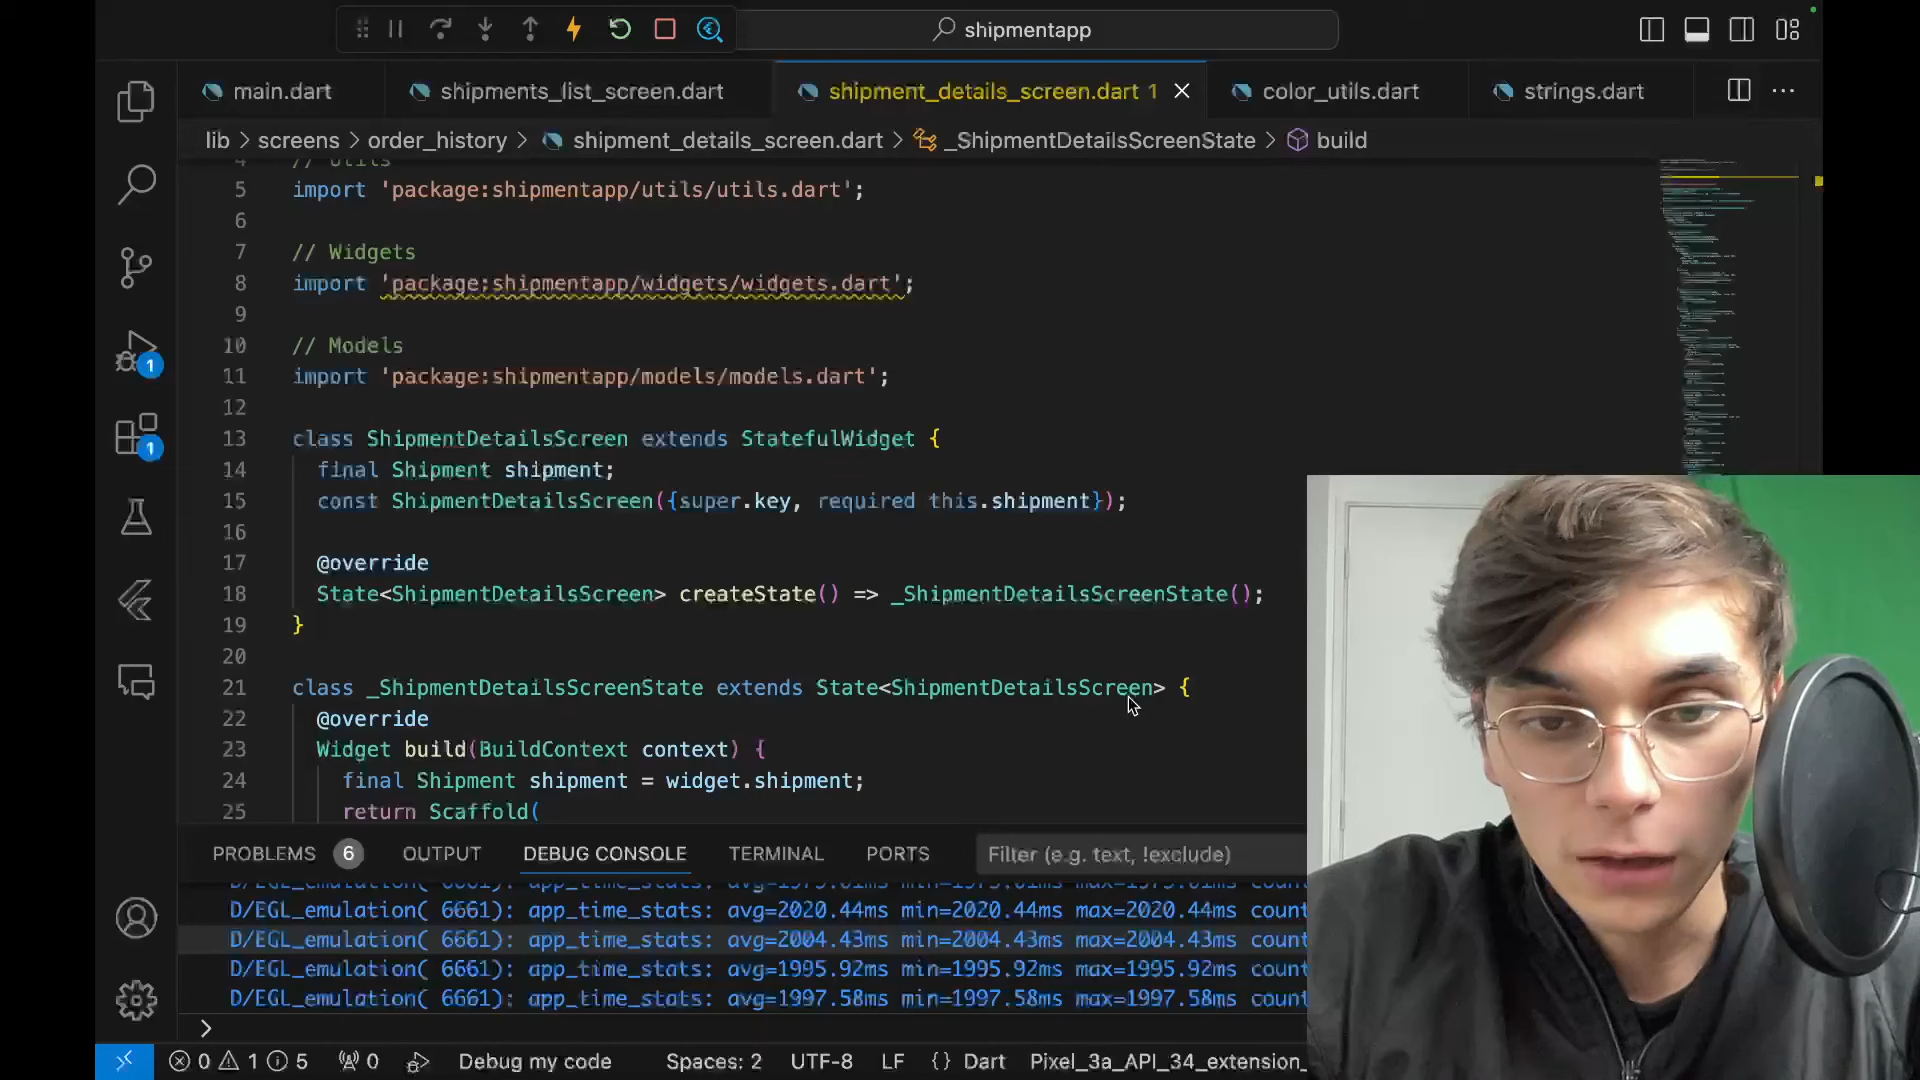 shipmentapp
main.dart
shipments_list_screen.dart
shipment_details_screen.dart 1
color_utils.dart
strings.dart
lib > screens > order_history > shipment_details_screen.dart > _ShipmentDetailsScreenState > build
4 // Utils
5 import 'package:shipmentapp/utils/utils.dart';
6
7 // Widgets
8 import 'package:shipmentapp/widgets/widgets.dart';
9
10 // Models
11 import 'package:shipmentapp/models/models.dart';
12
13 class ShipmentDetailsScreen extends StatefulWidget {
14 final Shipment shipment;
15 const ShipmentDetailsScreen({super.key, required this.shipment});
16
17 @override
18 State<ShipmentDetailsScreen> createState() => _ShipmentDetailsScreenState();
19 }
20
21 class _ShipmentDetailsScreenState extends State<ShipmentDetailsScreen> {
22 @override
23 Widget build(BuildContext context) {
24 final Shipment shipment = widget.shipment;
25 return Scaffold(
1
1
PROBLEMS 6 OUTPUT DEBUG CONSOLE TERMINAL PORTS Filter (e.g. text, !exclude)
D/EGL_emulation( 6661): app_time_stats: avg=2020.44ms min=2020.44ms max=2020.44ms count
D/EGL_emulation( 6661): app_time_stats: avg=2004.43ms min=2004.43ms max=2004.43ms count
D/EGL_emulation( 6661): app_time_stats: avg=1995.92ms min=1995.92ms max=1995.92ms count
D/EGL_emulation( 6661): app_time_stats: avg=1997.58ms min=1997.58ms max=1997.58ms count
>
0 1 5 0 Debug my code Spaces: 2 UTF-8 LF {} Dart Pixel_3a_API_34_extension_